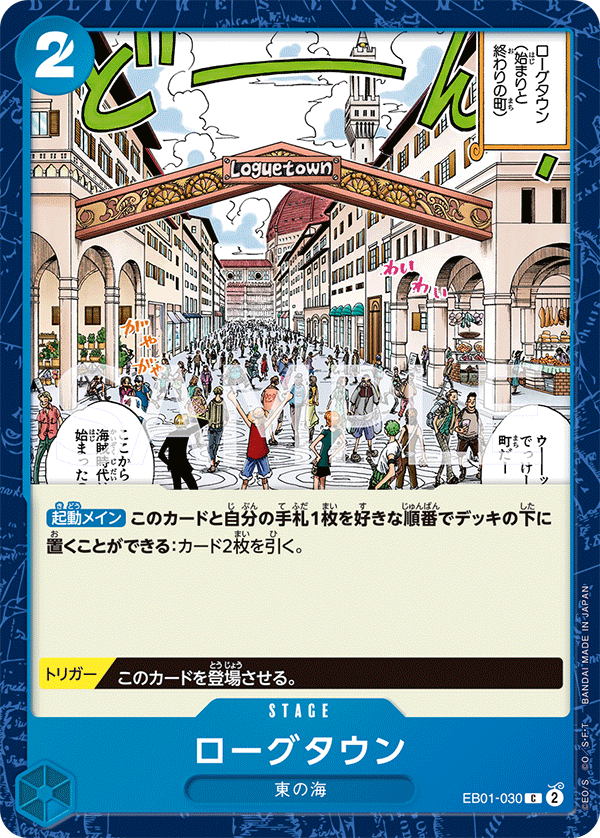 2
どーん
ローグタウン
(始まりと
終わりの町)
Loguetown
わいわい
がやがや
SAMPLE
ウーーッ
でっけー
町だー
ここから
海賊時代
始まった
起動メイン このカードと自分の手札1枚を好きな順番でデッキの下に
置くことができる:カード2枚を引く。
トリガー このカードを登場させる。
STAGE
ローグタウン
東の海
EB01-030 C 2
©E.O./S. ©O./S.・F・T BANDAI MADE IN JAPAN